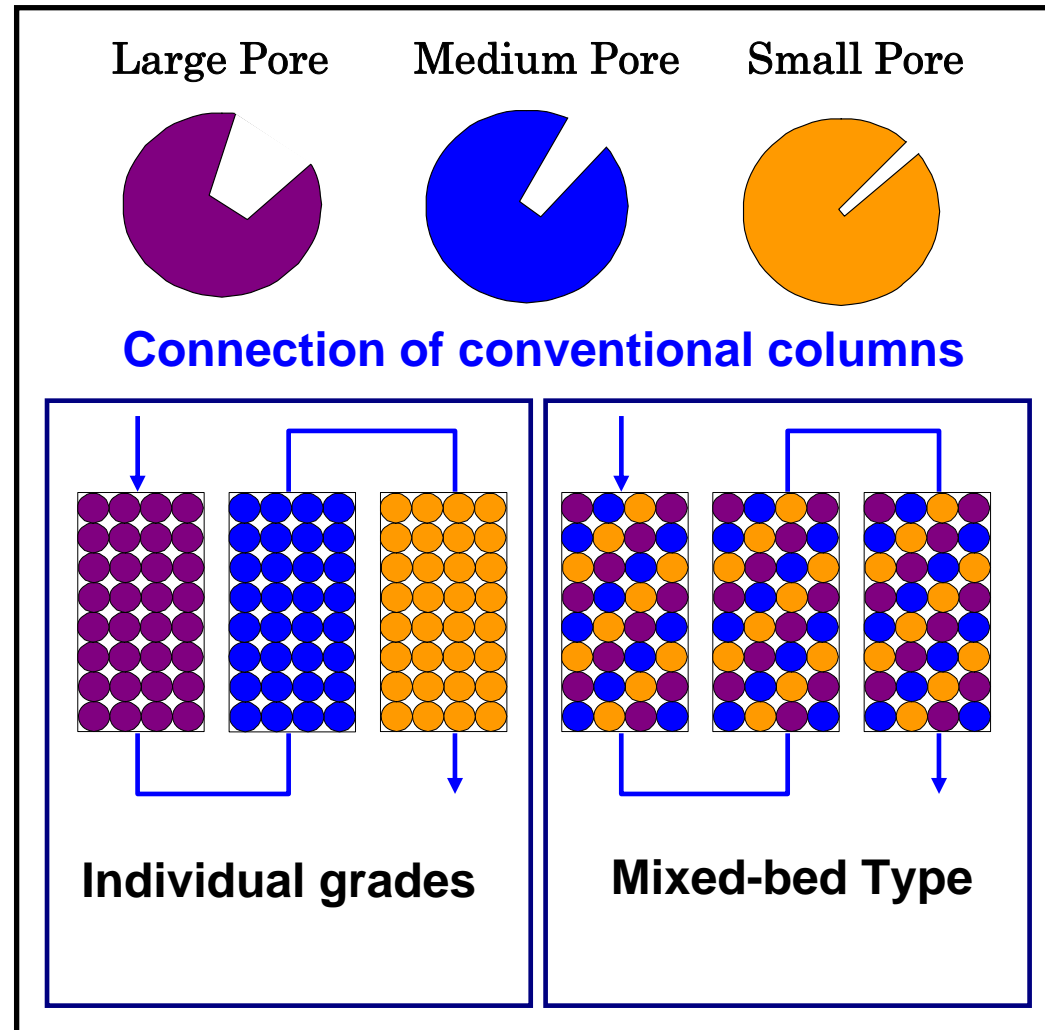 Large Pore Medium Pore Small Pore
Connection of conventional columns
Individual grades
Mixed-bed Type